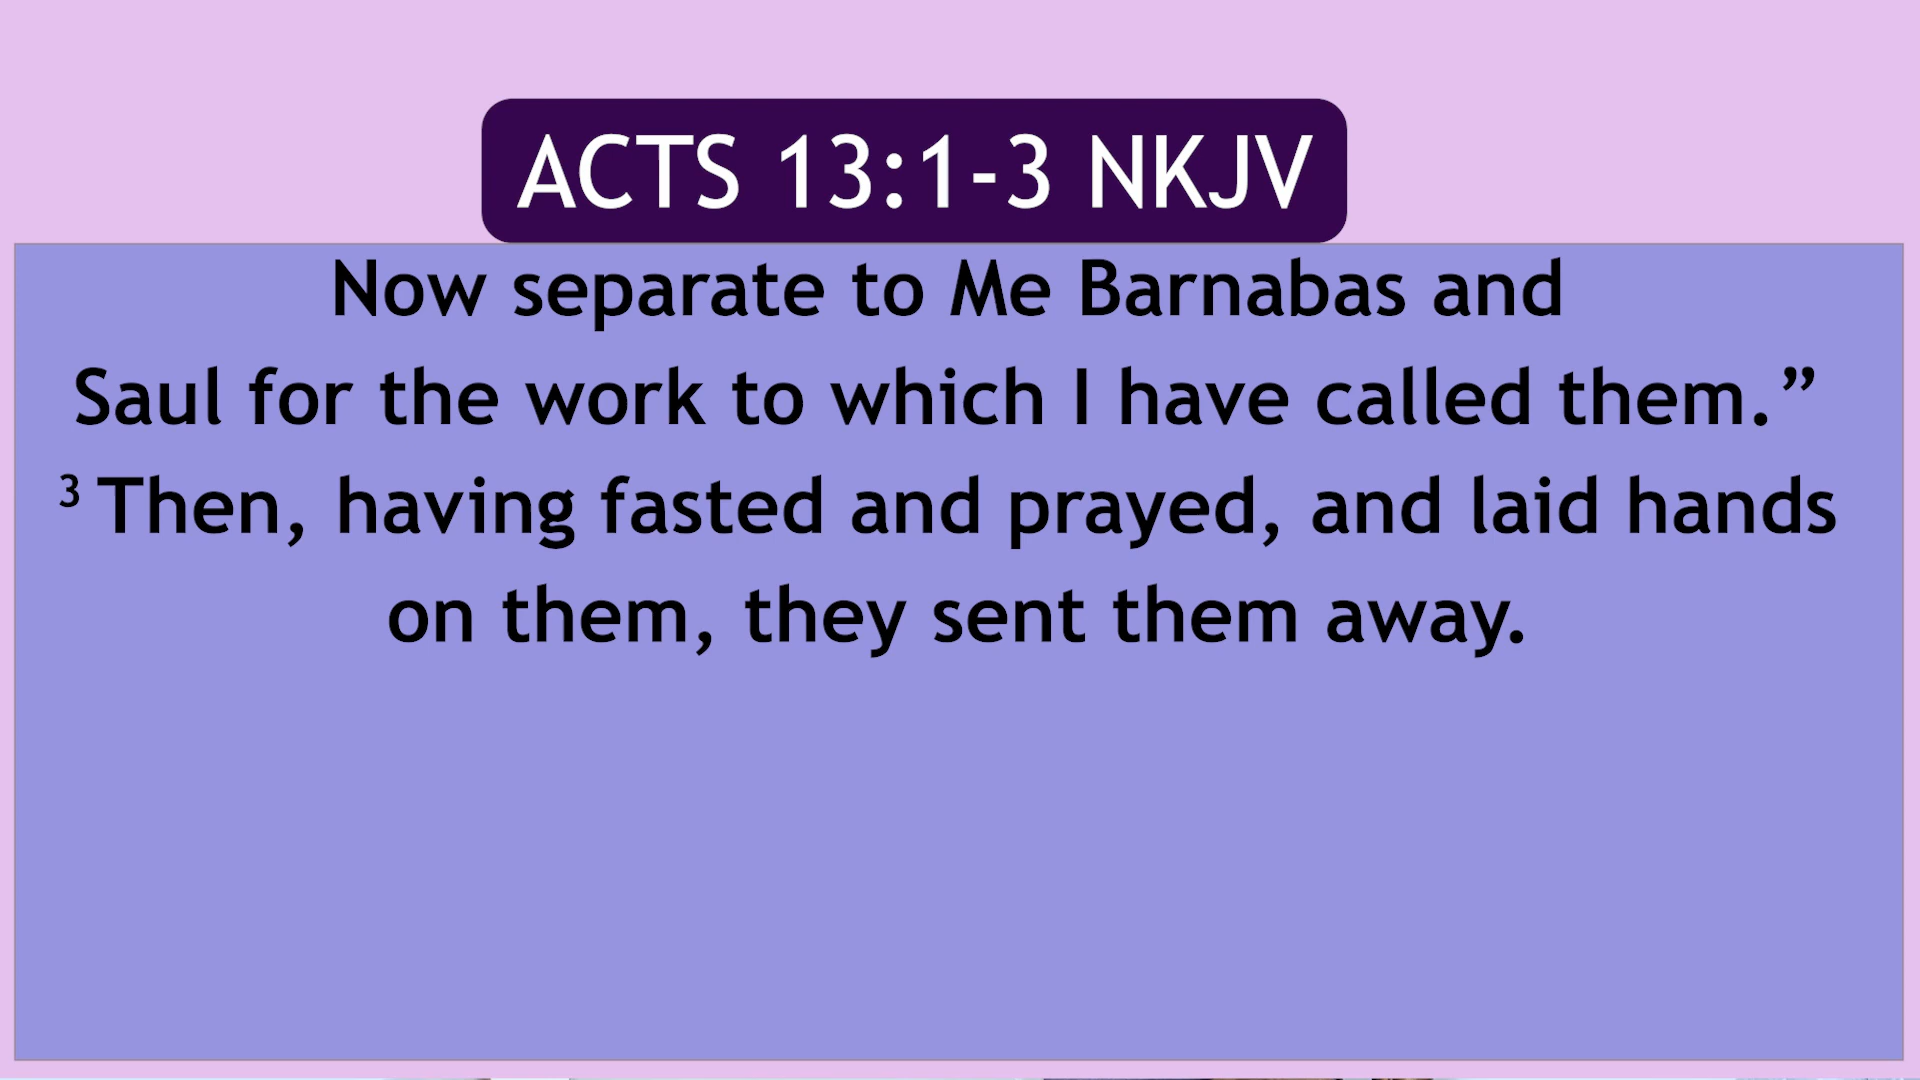 ACTS 13:1-3 NKJV
Now separate to Me Barnabas and
Saul for the work to which I have called them.”
3 Then, having fasted and prayed, and laid hands
on them, they sent them away.